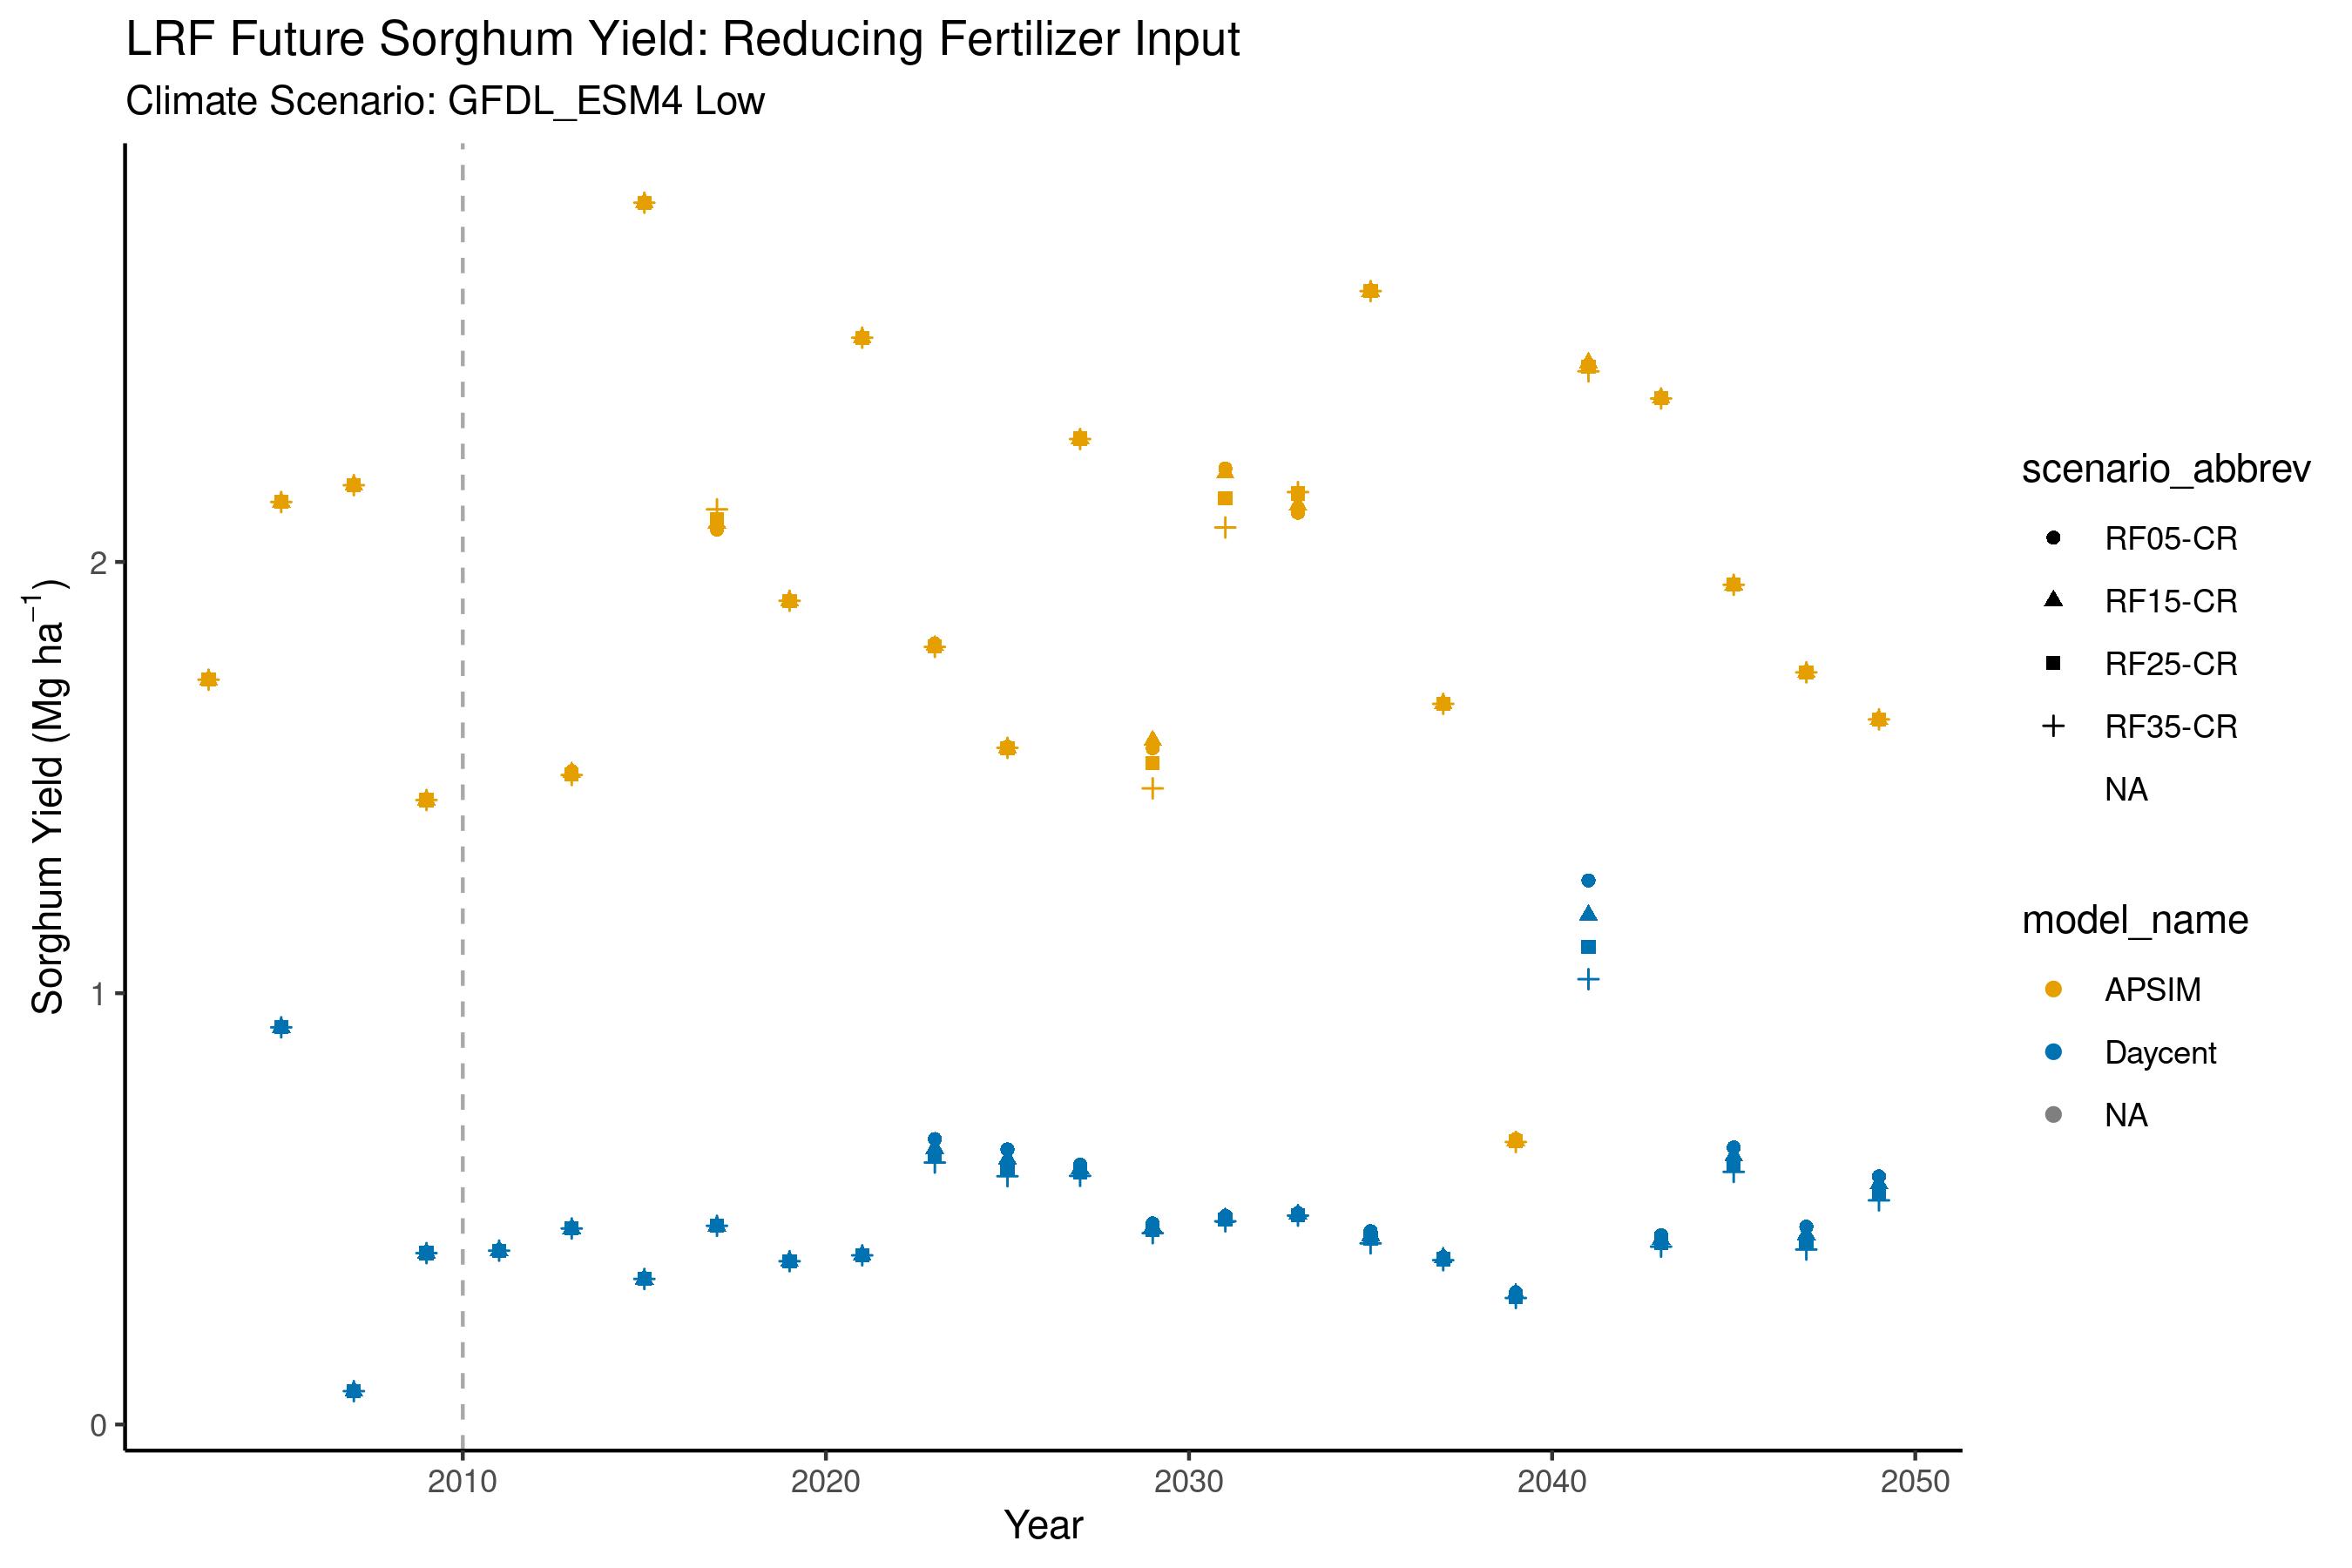 LRF Future Sorghum Yield: Reducing Fertilizer Input
Climate Scenario: GFDL_ESM4 Low
Sorghum Yield (Mg ha⁻¹)
2
1
0
2010
2020
2030
2040
2050
Year
scenario_abbrev
RF05-CR
RF15-CR
RF25-CR
RF35-CR
NA
model_name
APSIM
Daycent
NA